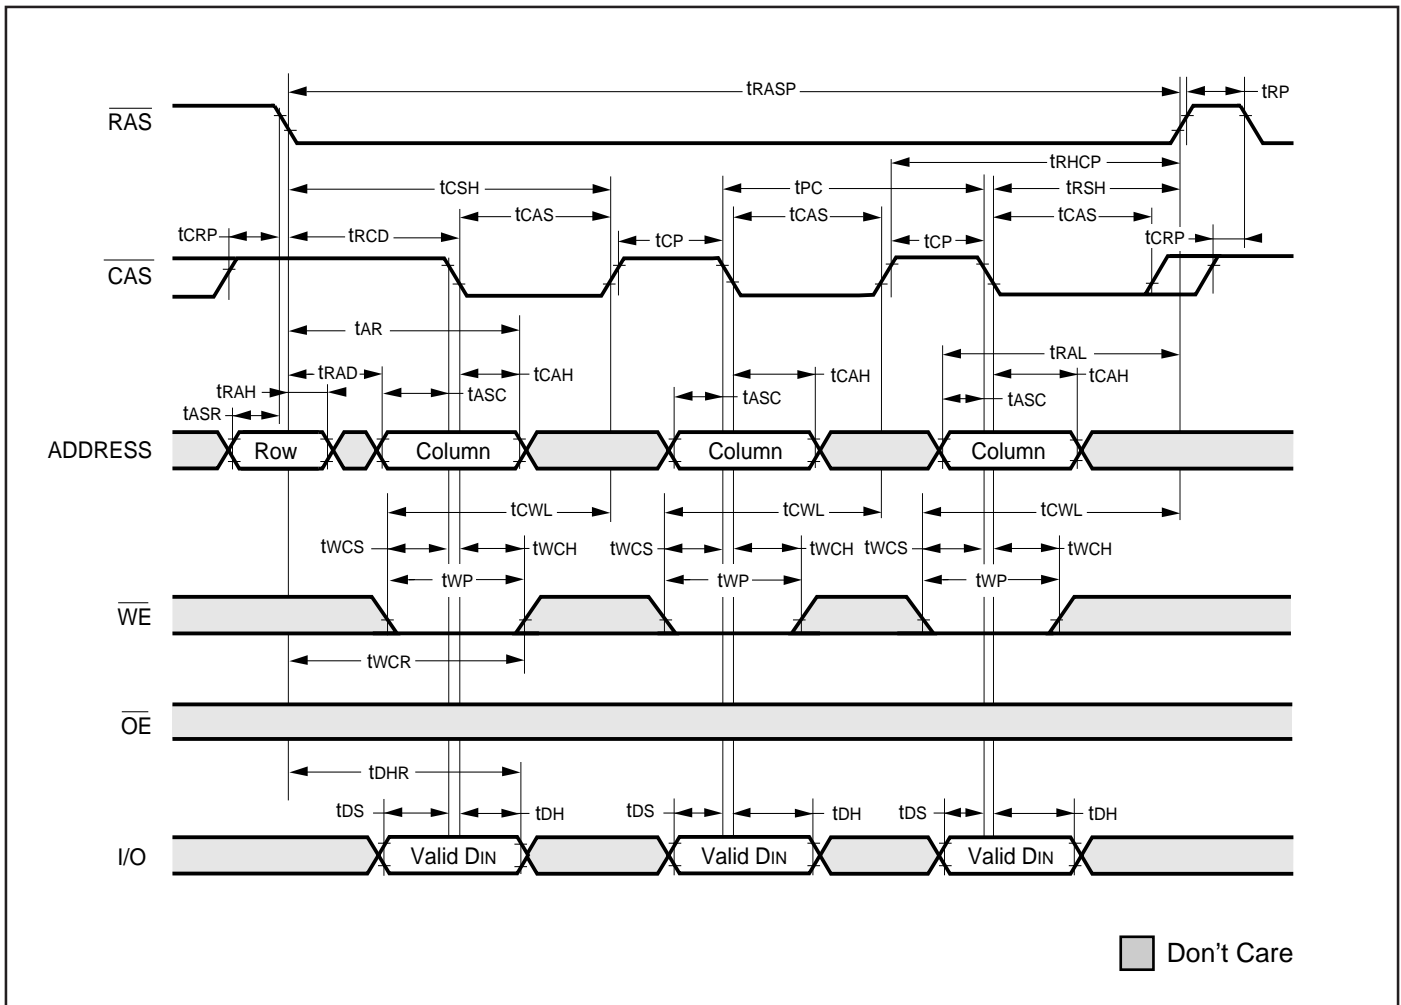 tRASP tRP
RAS
tRHCP
tCSH tPC tRSH
tCAS tCAS tCAS
tCRP tRCD tCP tCP tCRP
CAS
tAR
tRAL
tRAD tCAH tCAH tCAH
tRAH tASC tASC tASC
tASR
ADDRESS Row Column Column Column
tCWL tCWL tCWL
tWCS tWCH tWCS tWCH tWCS tWCH
tWP tWP tWP
WE
tWCR
OE
tDHR
tDS tDH tDS tDH tDS tDH
I/O Valid DIN Valid DIN Valid DIN
Don't Care